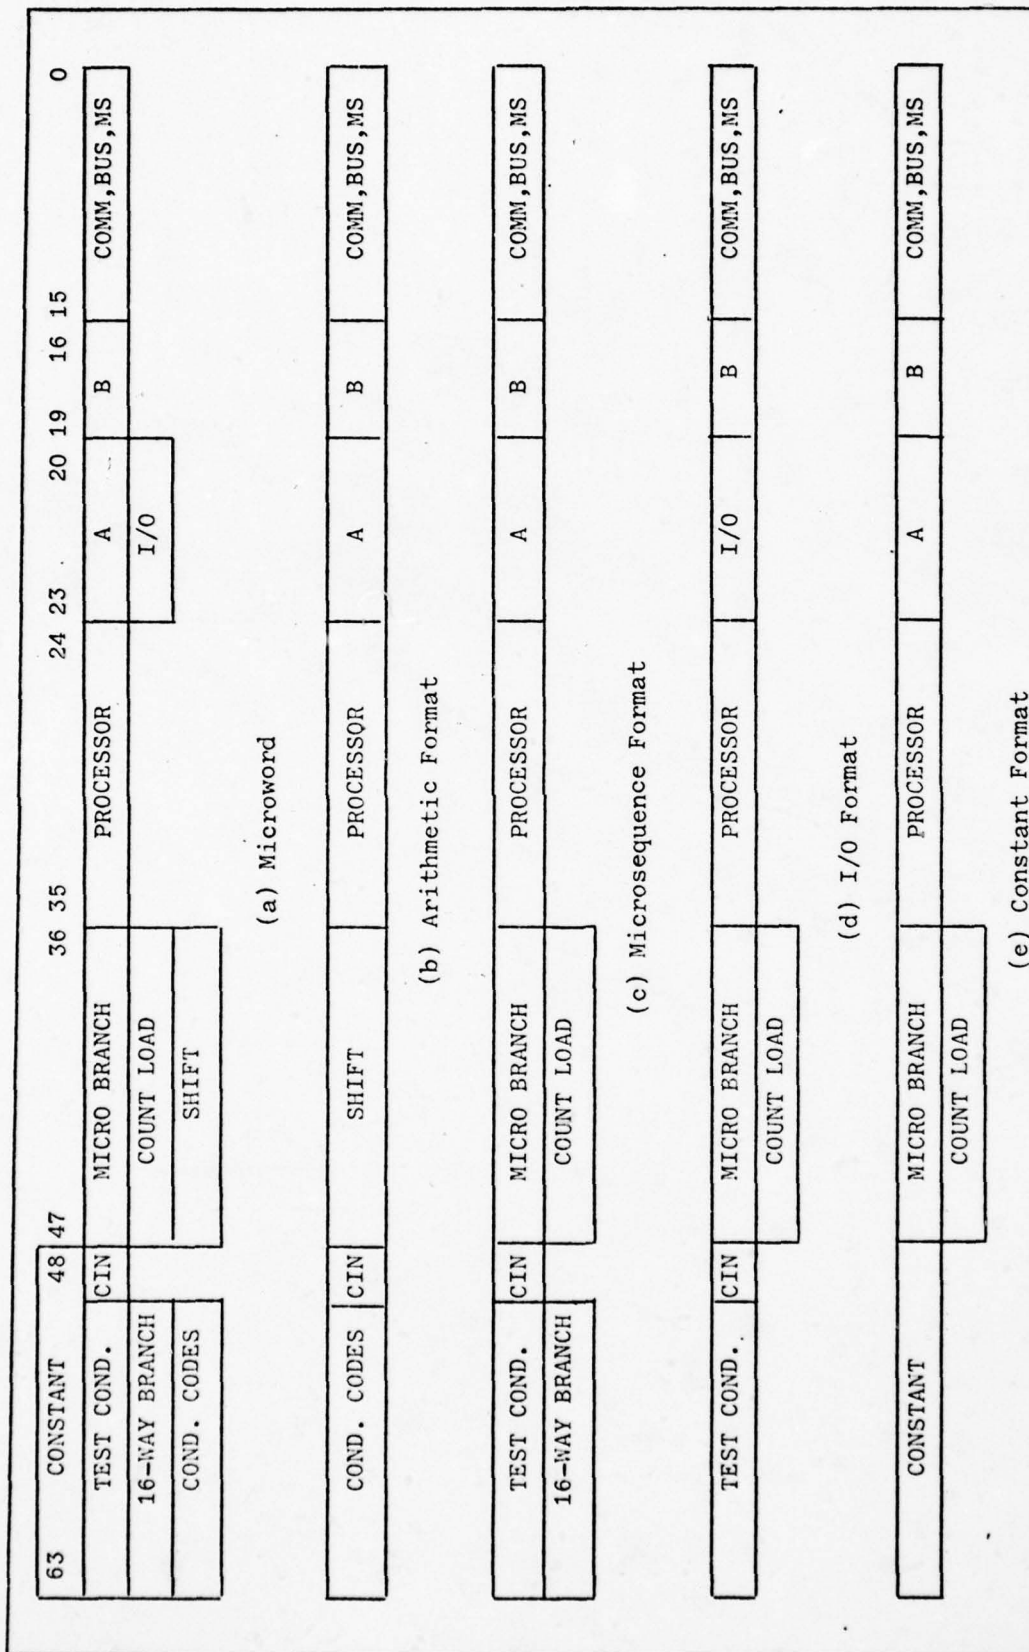 63 CONSTANT 48 47 36 35 24 23 20 19 16 15 0
TEST COND. CIN MICRO BRANCH PROCESSOR A B COMM,BUS,MS
16-WAY BRANCH COUNT LOAD I/O
COND. CODES SHIFT
(a) Microword
COND. CODES CIN SHIFT PROCESSOR A B COMM,BUS,MS
(b) Arithmetic Format
TEST COND. CIN MICRO BRANCH PROCESSOR A B COMM,BUS,MS
16-WAY BRANCH COUNT LOAD
(c) Microsequence Format
TEST COND. CIN MICRO BRANCH PROCESSOR I/O B COMM,BUS,MS
COUNT LOAD
(d) I/O Format
CONSTANT MICRO BRANCH PROCESSOR A B COMM,BUS,MS
COUNT LOAD
(e) Constant Format